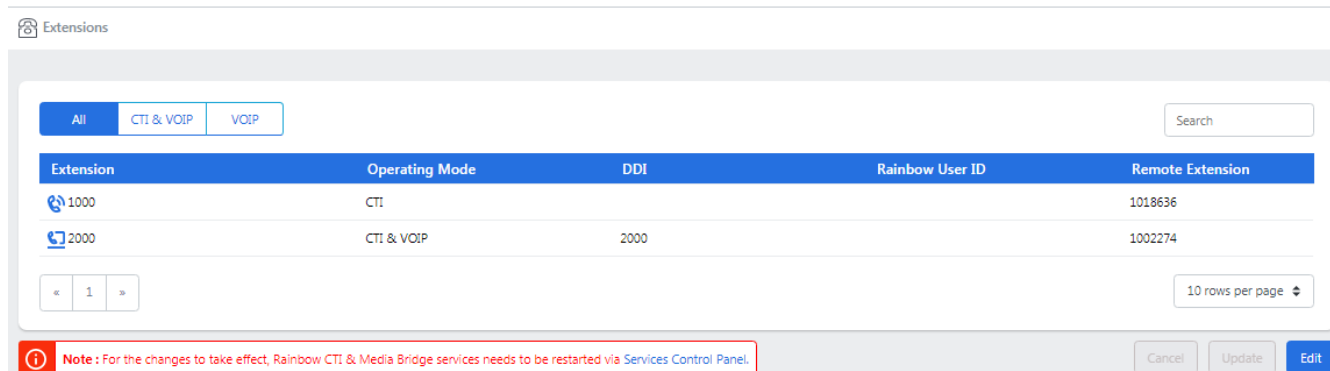 Extensions
All CTI & VOIP VOIP Search
Extension Operating Mode DDI Rainbow User ID Remote Extension
1000 CTI 1018636
2000 CTI & VOIP 2000 1002274
« 1 » 10 rows per page
Note : For the changes to take effect, Rainbow CTI & Media Bridge services needs to be restarted via Services Control Panel. Cancel Update Edit